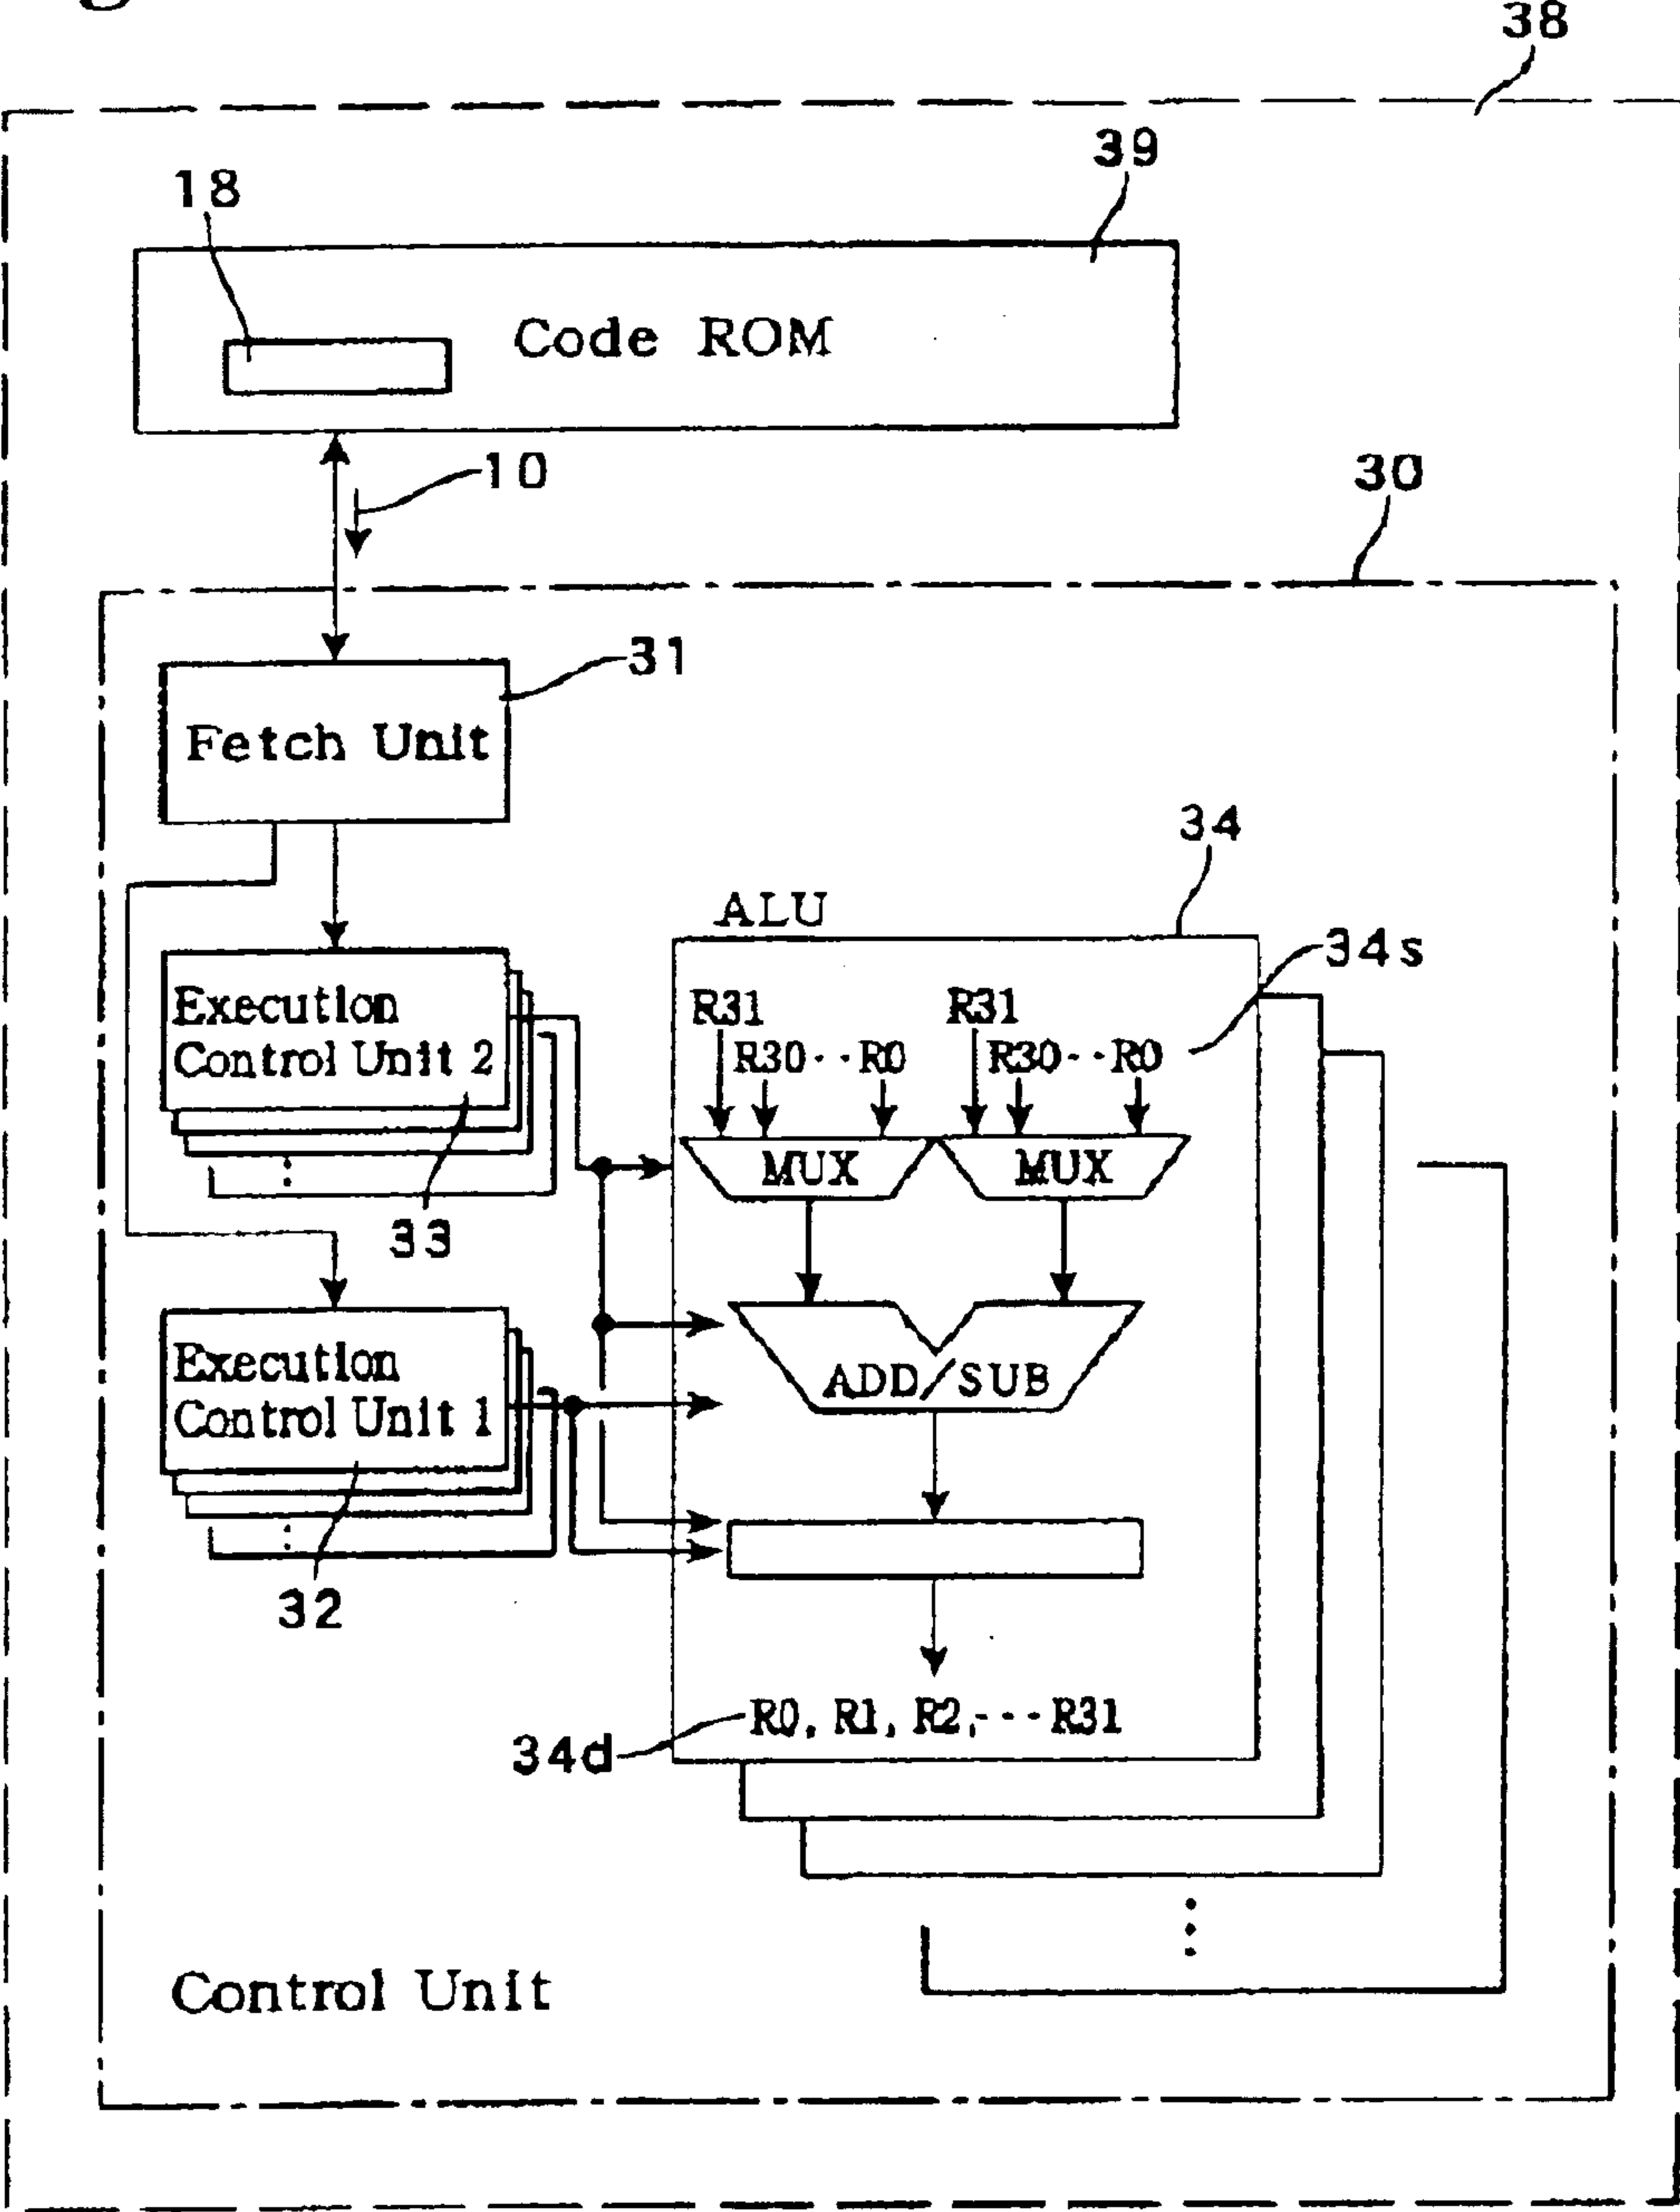 38
39
18
Code ROM
10
30
31
Fetch Unit
34
ALU
34s
Execution
Control Unit 2
R31
R30··R0
R31
R30··R0
MUX
MUX
33
Execution
Control Unit 1
ADD/SUB
32
R0, R1, R2,···R31
34d
Control Unit